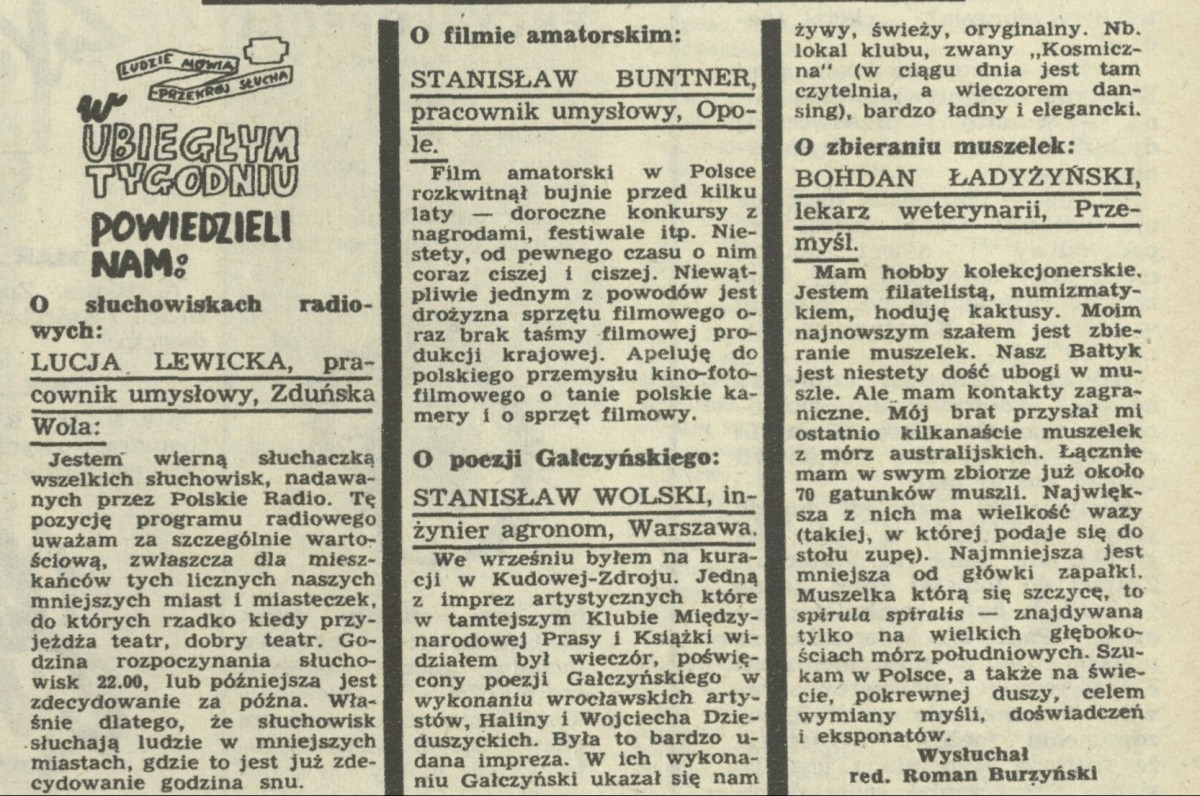 LUDZIE MÓWIĄ
PRZEKRÓJ SŁUCHA
W
UBIEGŁYM
TYGODNIU
POWIEDZIELI
NAM:
O słuchowiskach radio-
wych:
LUCJA LEWICKA, pra-
cownik umysłowy, Zduńska
Wola:
Jestem wierną słuchaczką
wszelkich słuchowisk, nadawa-
nych przez Polskie Radio. Tę
pozycję programu radiowego
uważam za szczególnie warto-
ściową, zwłaszcza dla miesz-
kańców tych licznych naszych
mniejszych miast i miasteczek,
do których rzadko kiedy przy-
jeżdża teatr, dobry teatr. Go-
dzina rozpoczynania słucho-
wisk 22.00, lub późniejsza jest
zdecydowanie za późna. Wła-
śnie dlatego, że słuchowisk
słuchają ludzie w mniejszych
miastach, gdzie to jest już zde-
cydowanie godzina snu.
O filmie amatorskim:
STANISŁAW BUNTNER,
pracownik umysłowy, Opo-
le.
Film amatorski w Polsce
rozkwitnął bujnie przed kilku
laty — doroczne konkursy z
nagrodami, festiwale itp. Nie-
stety, od pewnego czasu o nim
coraz ciszej i ciszej. Niewąt-
pliwie jednym z powodów jest
drożyzna sprzętu filmowego o-
raz brak taśmy filmowej pro-
dukcji krajowej. Apeluję do
polskiego przemysłu kino-foto-
filmowego o tanie polskie ka-
mery i o sprzęt filmowy.
O poezji Gałczyńskiego:
STANISŁAW WOLSKI, in-
żynier agronom, Warszawa.
We wrześniu byłem na kura-
cji w Kudowej-Zdroju. Jedną
z imprez artystycznych które
w tamtejszym Klubie Między-
narodowej Prasy i Książki wi-
działem był wieczór, poświę-
cony poezji Gałczyńskiego w
wykonaniu wrocławskich arty-
stów, Haliny i Wojciecha Dzie-
duszyckich. Była to bardzo u-
dana impreza. W ich wykona-
niu Gałczyński ukazał się nam
żywy, świeży, oryginalny. Nb.
lokal klubu, zwany „Kosmicz-
na" (w ciągu dnia jest tam
czytelnia, a wieczorem dan-
sing), bardzo ładny i elegancki.
O zbieraniu muszelek:
BOHDAN ŁADYŻYŃSKI,
lekarz weterynarii, Prze-
myśl.
Mam hobby kolekcjonerskie.
Jestem filatelistą, numizmaty-
kiem, hoduję kaktusy. Moim
najnowszym szałem jest zbie-
ranie muszelek. Nasz Bałtyk
jest niestety dość ubogi w mu-
szle. Ale mam kontakty zagra-
niczne. Mój brat przysłał mi
ostatnio kilkanaście muszelek
z mórz australijskich. Łącznie
mam w swym zbiorze już około
70 gatunków muszli. Najwięk-
sza z nich ma wielkość wazy
(takiej, w której podaje się do
stołu zupę). Najmniejsza jest
mniejsza od główki zapałki.
Muszelka którą się szczycę, to
spirula spiralis — znajdywana
tylko na wielkich głęboko-
ściach mórz południowych. Szu-
kam w Polsce, a także na świe-
cie, pokrewnej duszy, celem
wymiany myśli, doświadczeń
i eksponatów.
Wysłuchał
red. Roman Burzyński